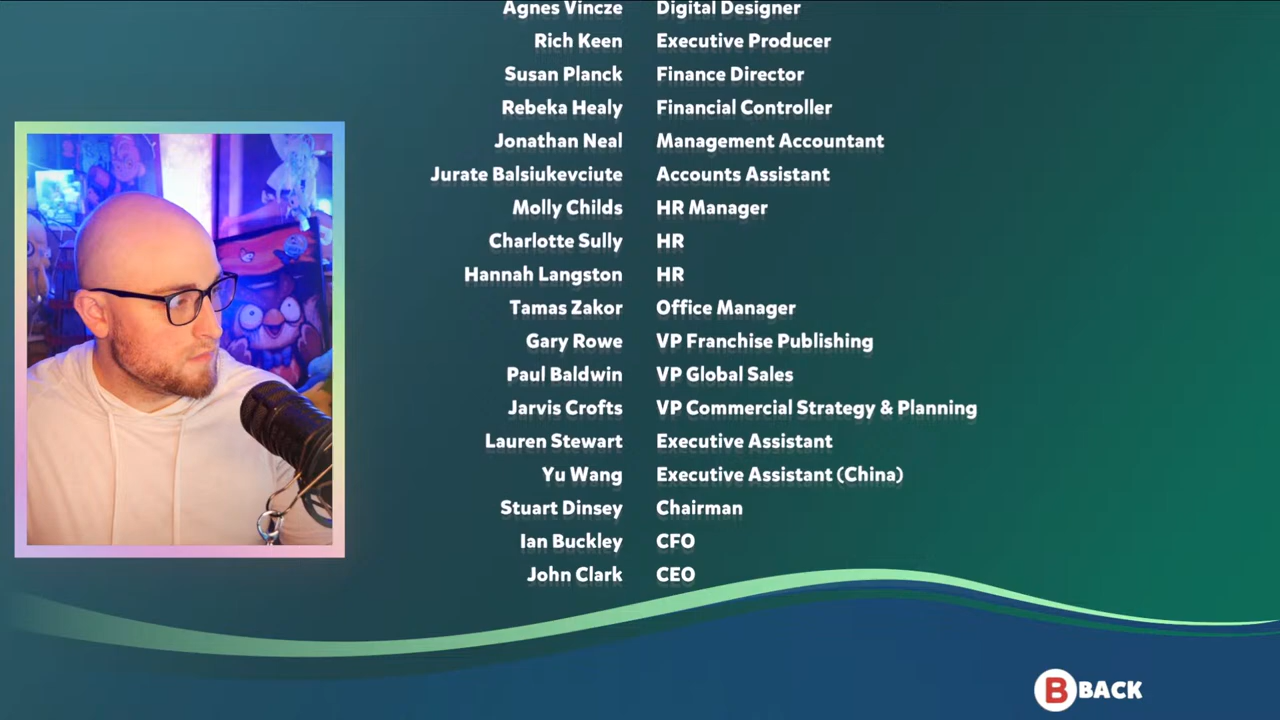 Agnes Vincze Digital Designer
Rich Keen Executive Producer
Susan Planck Finance Director
Rebeka Healy Financial Controller
Jonathan Neal Management Accountant
Jurate Balsiukevciute Accounts Assistant
Molly Childs HR Manager
Charlotte Sully HR
Hannah Langston HR
Tamas Zakor Office Manager
Gary Rowe VP Franchise Publishing
Paul Baldwin VP Global Sales
Jarvis Crofts VP Commercial Strategy & Planning
Lauren Stewart Executive Assistant
Yu Wang Executive Assistant (China)
Stuart Dinsey Chairman
Ian Buckley CFO
John Clark CEO
B BACK